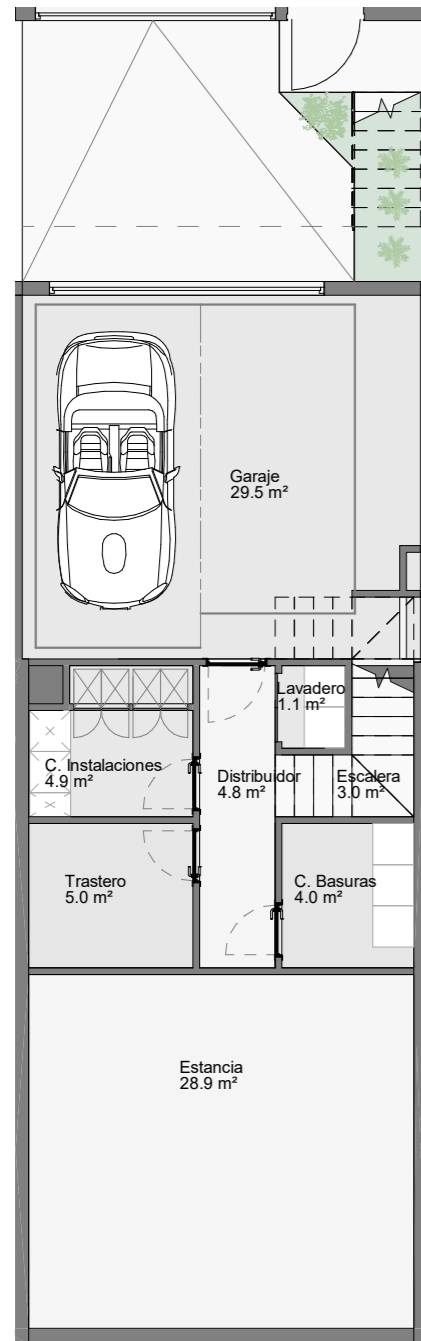 Garaje
29.5 m²
Lavadero
1.1 m²
C. Instalaciones
4.9 m²
Distribuidor
4.8 m²
Escalera
3.0 m²
Trastero
5.0 m²
C. Basuras
4.0 m²
Estancia
28.9 m²